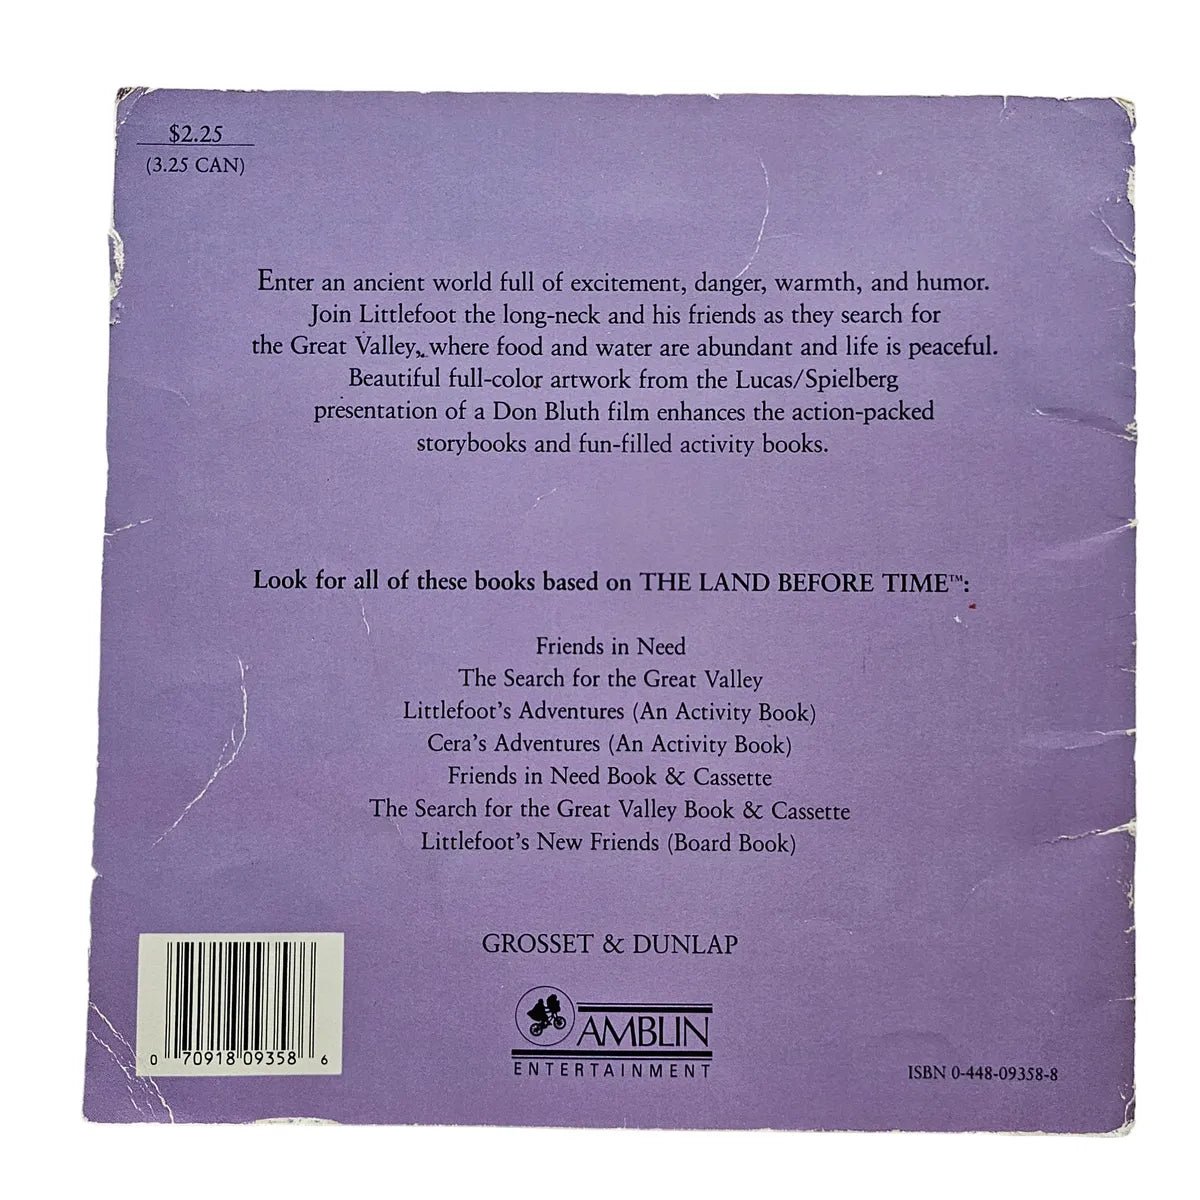 $2.25
(3.25 CAN)
Enter an ancient world full of excitement, danger, warmth, and humor.
Join Littlefoot the long-neck and his friends as they search for
the Great Valley, where food and water are abundant and life is peaceful.
Beautiful full-color artwork from the Lucas/Spielberg
presentation of a Don Bluth film enhances the action-packed
storybooks and fun-filled activity books.
Look for all of these books based on THE LAND BEFORE TIME™:
Friends in Need
The Search for the Great Valley
Littlefoot's Adventures (An Activity Book)
Cera's Adventures (An Activity Book)
Friends in Need Book & Cassette
The Search for the Great Valley Book & Cassette
Littlefoot's New Friends (Board Book)
GROSSET & DUNLAP
AMBLIN
ENTERTAINMENT
0 70918 09358 6
ISBN 0-448-09358-8